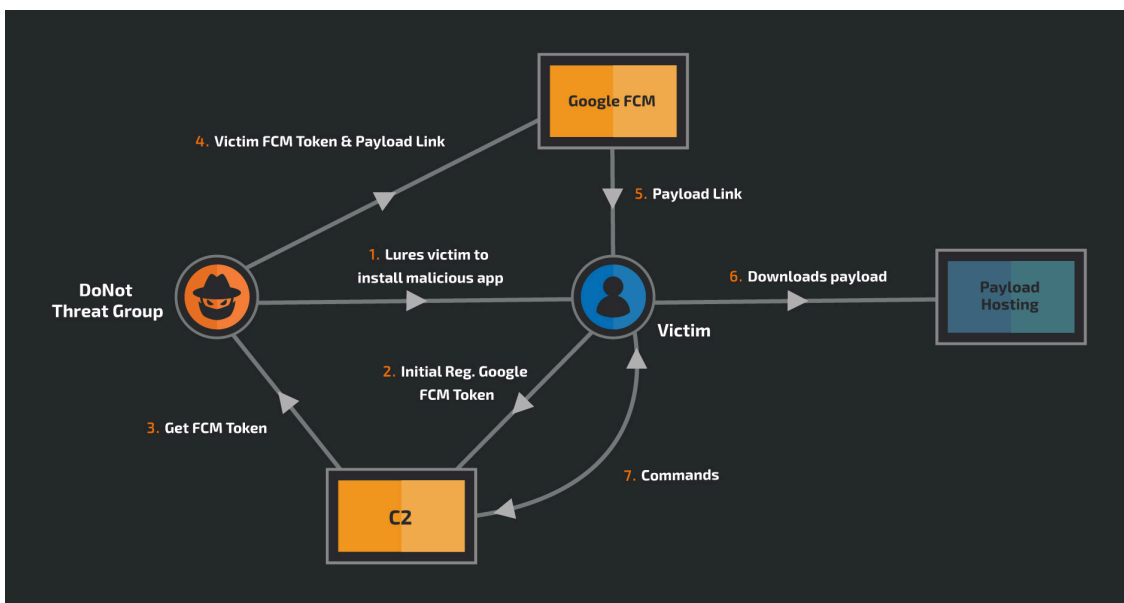 Google FCM
4. Victim FCM Token & Payload Link
5. Payload Link
1. Lures victim to
install malicious app
6. Downloads payload
DoNot
Threat Group
Payload
Hosting
Victim
2. Initial Reg. Google
FCM Token
3. Get FCM Token
7. Commands
C2